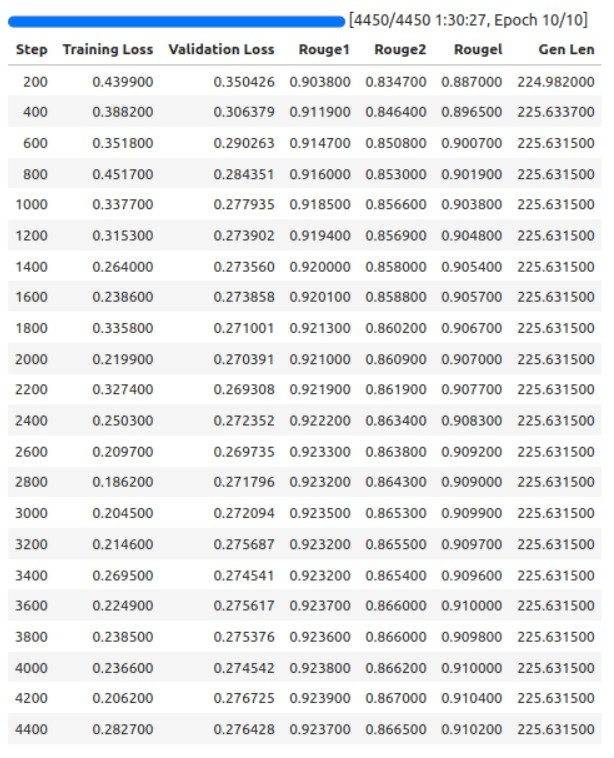 [4450/4450 1:30:27, Epoch 10/10]
Step Training Loss Validation Loss Rouge1 Rouge2 Rougel Gen Len
200 0.439900 0.350426 0.903800 0.834700 0.887000 224.982000
400 0.388200 0.306379 0.911900 0.846400 0.896500 225.633700
600 0.351800 0.290263 0.914700 0.850800 0.900700 225.631500
800 0.451700 0.284351 0.916000 0.853000 0.901900 225.631500
1000 0.337700 0.277935 0.918500 0.856600 0.903800 225.631500
1200 0.315300 0.273902 0.919400 0.856900 0.904800 225.631500
1400 0.264000 0.273560 0.920000 0.858000 0.905400 225.631500
1600 0.238600 0.273858 0.920100 0.858800 0.905700 225.631500
1800 0.335800 0.271001 0.921300 0.860200 0.906700 225.631500
2000 0.219900 0.270391 0.921000 0.860900 0.907000 225.631500
2200 0.327400 0.269308 0.921900 0.861900 0.907700 225.631500
2400 0.250300 0.272352 0.922200 0.863400 0.908300 225.631500
2600 0.209700 0.269735 0.923300 0.863800 0.909200 225.631500
2800 0.186200 0.271796 0.923200 0.864300 0.909000 225.631500
3000 0.204500 0.272094 0.923500 0.865300 0.909900 225.631500
3200 0.214600 0.275687 0.923200 0.865500 0.909700 225.631500
3400 0.269500 0.274541 0.923200 0.865400 0.909600 225.631500
3600 0.224900 0.275617 0.923700 0.866000 0.910000 225.631500
3800 0.238500 0.275376 0.923600 0.866000 0.909800 225.631500
4000 0.236600 0.274542 0.923800 0.866200 0.910000 225.631500
4200 0.206200 0.276725 0.923900 0.867000 0.910400 225.631500
4400 0.282700 0.276428 0.923700 0.866500 0.910200 225.631500